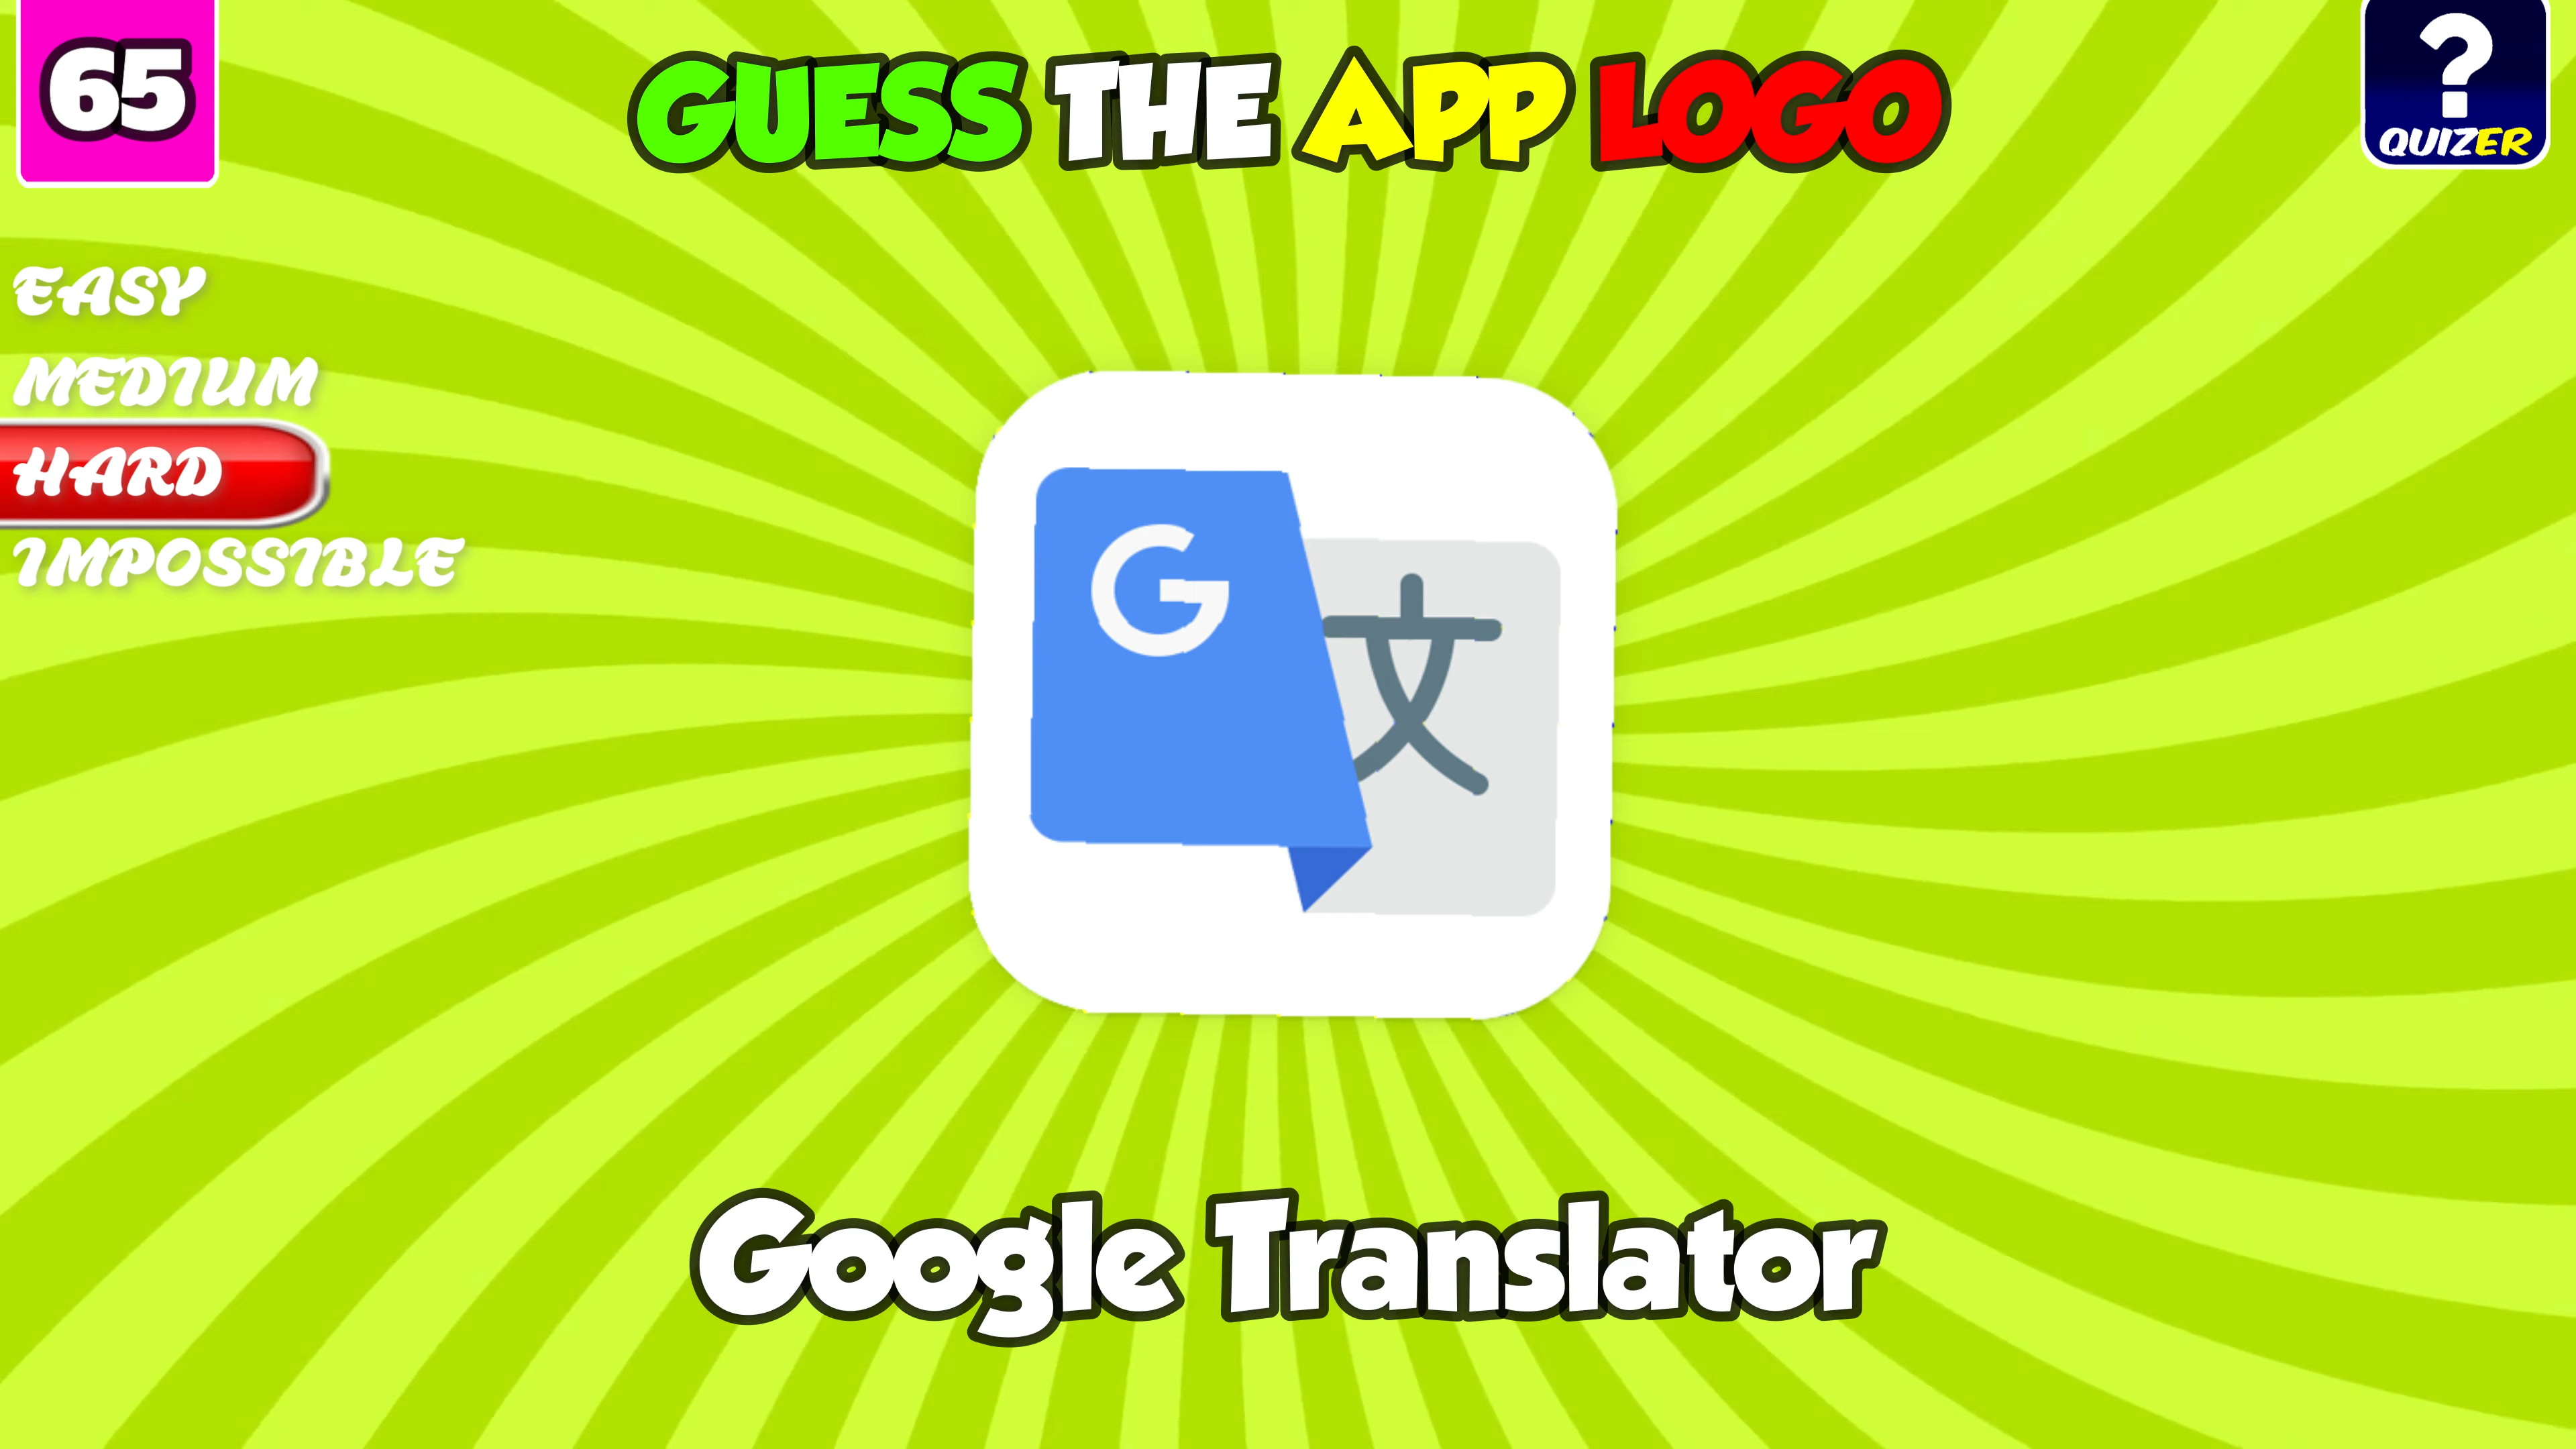 65
GUESS THE APP LOGO
?
QUIZER
EASY
MEDIUM
HARD
IMPOSSIBLE
G
文
Google Translator